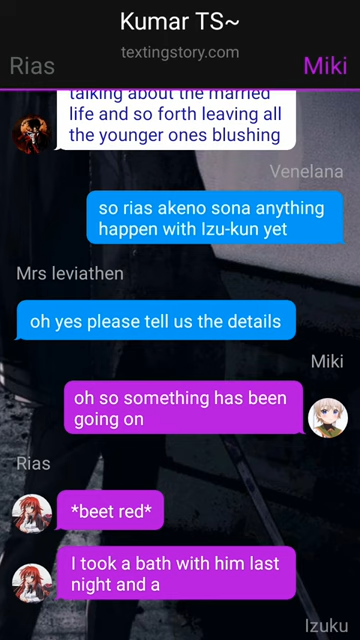 Kumar TS~
textingstory.com
Rias
Miki
talking about the married
life and so forth leaving all
the younger ones blushing
Venelana
so rias akeno sona anything
happen with Izu-kun yet
Mrs leviathen
oh yes please tell us the details
Miki
oh so something has been
going on
Rias
*beet red*
I took a bath with him last
night and a
Izuku